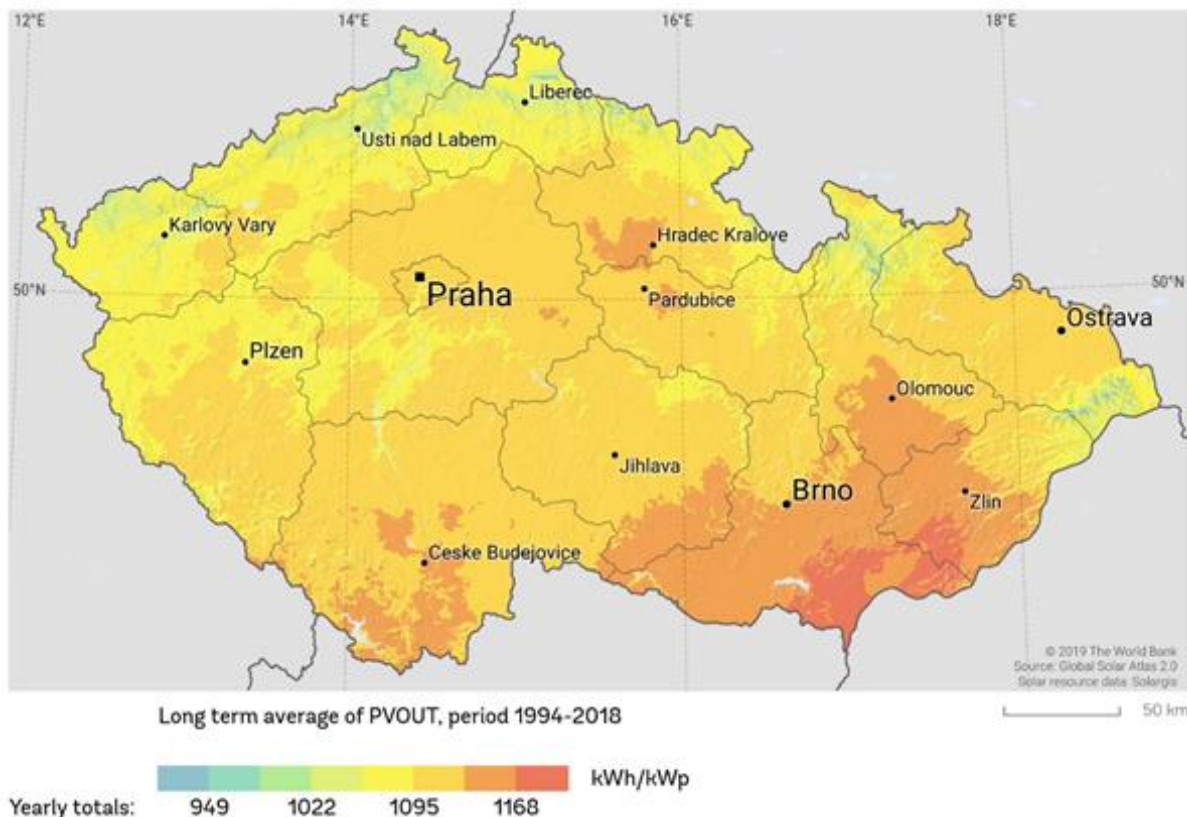 12°E
14°E
16°E
18°E
Liberec
Usti nad Labem
Karlovy Vary
Hradec Kralove
50°N
50°N
Praha
Pardubice
Ostrava
Plzen
Olomouc
Jihlava
Brno
Zlin
Ceske Budejovice
© 2019 The World Bank
Source: Global Solar Atlas 2.0
Solar resource data: Solargis
Long term average of PVOUT, period 1994-2018
50 km
kWh/kWp
Yearly totals: 949 1022 1095 1168